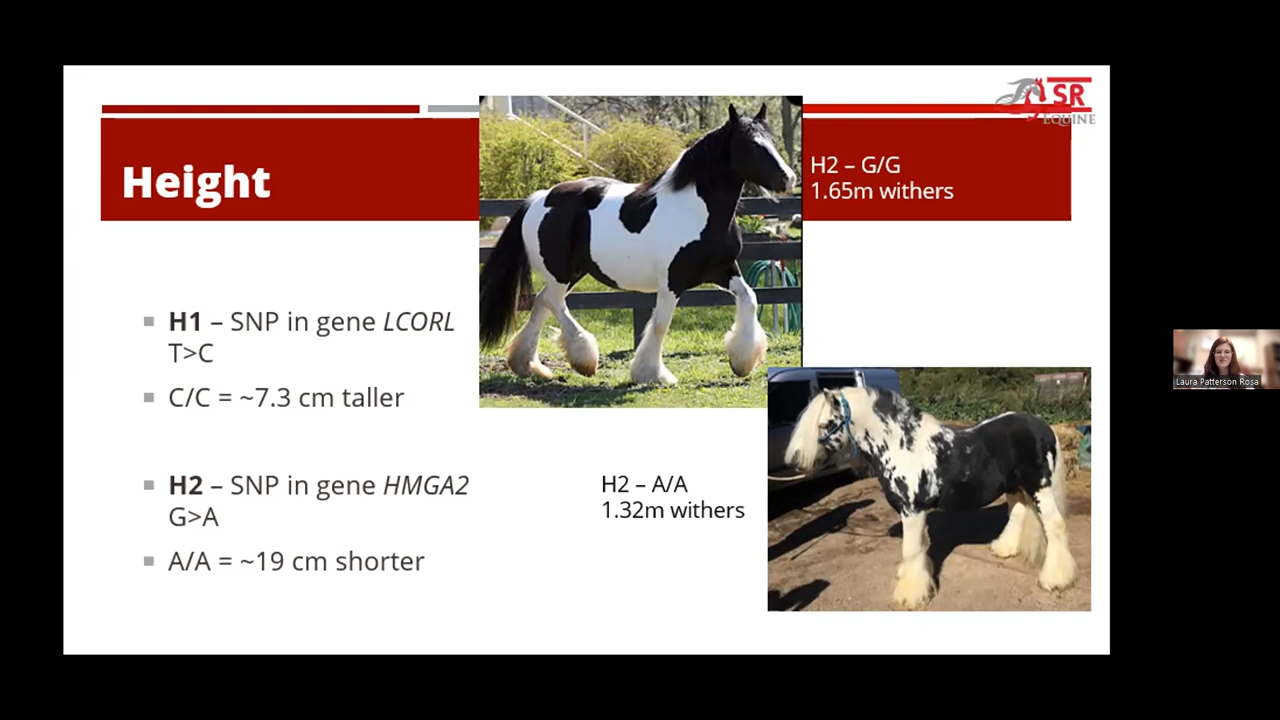 SR
EQUINE
Height
H2 – G/G
1.65m withers
H1 – SNP in gene LCORL
T>C
C/C = ~7.3 cm taller
H2 – SNP in gene HMGA2
G>A
A/A = ~19 cm shorter
H2 – A/A
1.32m withers
Laura Patterson Rosa